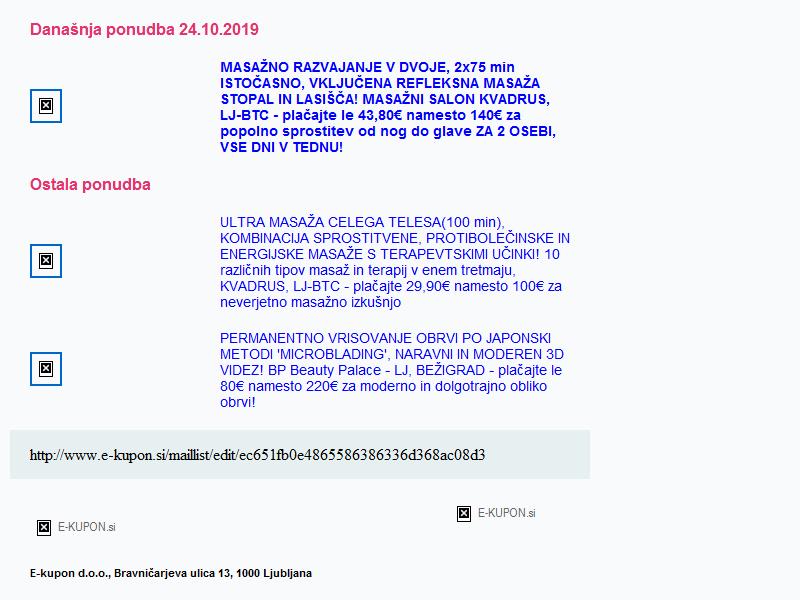 Današnja ponudba 24.10.2019
MASAŽNO RAZVAJANJE V DVOJE, 2x75 min
ISTOČASNO, VKLJUČENA REFLEKSNA MASAŽA
STOPAL IN LASIŠČA! MASAŽNI SALON KVADRUS,
LJ-BTC - plačajte le 43,80€ namesto 140€ za
popolno sprostitev od nog do glave ZA 2 OSEBI,
VSE DNI V TEDNU!
Ostala ponudba
ULTRA MASAŽA CELEGA TELESA(100 min),
KOMBINACIJA SPROSTITVENE, PROTIBOLEČINSKE IN
ENERGIJSKE MASAŽE S TERAPEVTSKIMI UČINKI! 10
različnih tipov masaž in terapij v enem tretmaju,
KVADRUS, LJ-BTC - plačajte 29,90€ namesto 100€ za
neverjetno masažno izkušnjo
PERMANENTNO VRISOVANJE OBRVI PO JAPONSKI
METODI 'MICROBLADING', NARAVNI IN MODEREN 3D
VIDEZ! BP Beauty Palace - LJ, BEŽIGRAD - plačajte le
80€ namesto 220€ za moderno in dolgotrajno obliko
obrvi!
http://www.e-kupon.si/maillist/edit/ec651fb0e4865586386336d368ac08d3
E-KUPON.si
E-KUPON.si
E-kupon d.o.o., Bravničarjeva ulica 13, 1000 Ljubljana